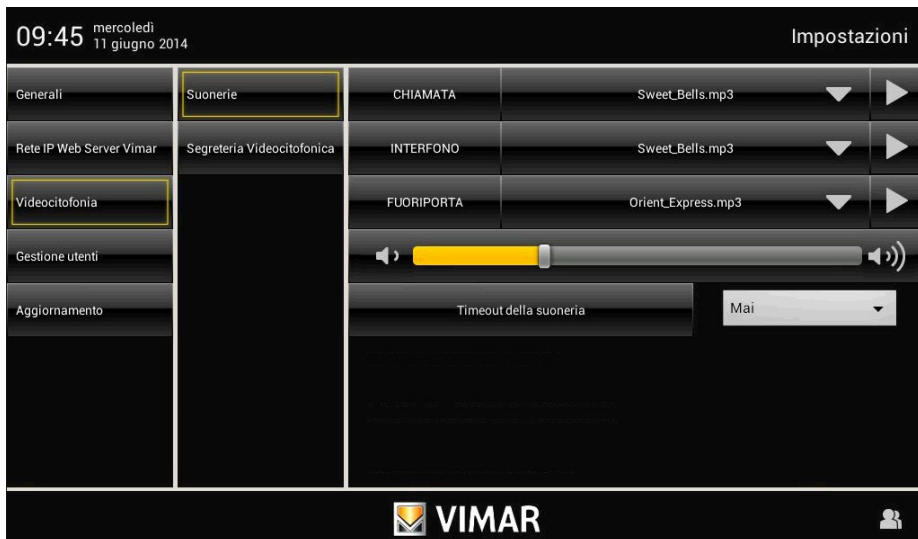 09:45
mercoledì
11 giugno 2014
Impostazioni
Generali
Rete IP Web Server Vimar
Videocitofonia
Gestione utenti
Aggiornamento
Suonerie
Segreteria Videocitofonica
CHIAMATA
Sweet_Bells.mp3
INTERFONO
Sweet_Bells.mp3
FUORIPORTA
Orient_Express.mp3
Timeout della suoneria
Mai
VIMAR